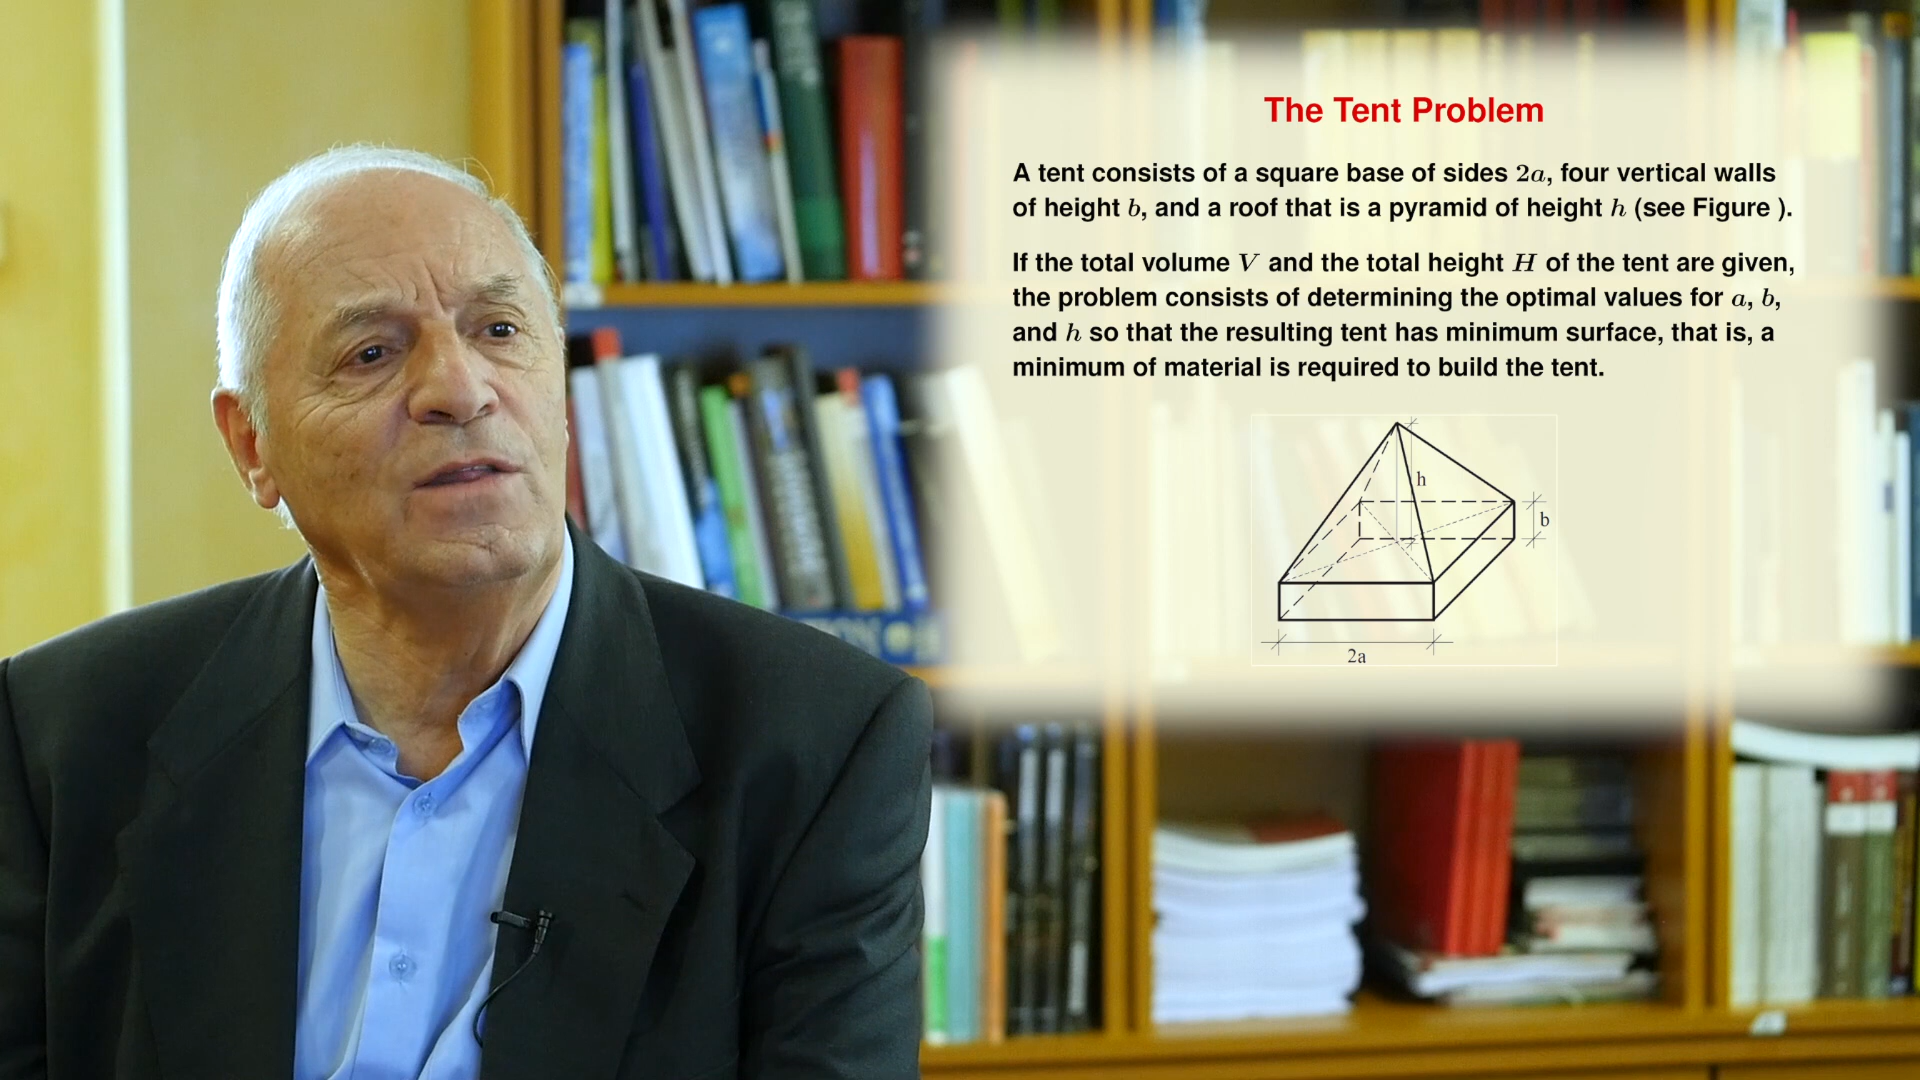 The Tent Problem
A tent consists of a square base of sides 2a, four vertical walls
of height b, and a roof that is a pyramid of height h (see Figure ).
If the total volume V and the total height H of the tent are given,
the problem consists of determining the optimal values for a, b,
and h so that the resulting tent has minimum surface, that is, a
minimum of material is required to build the tent.
h
b
2a